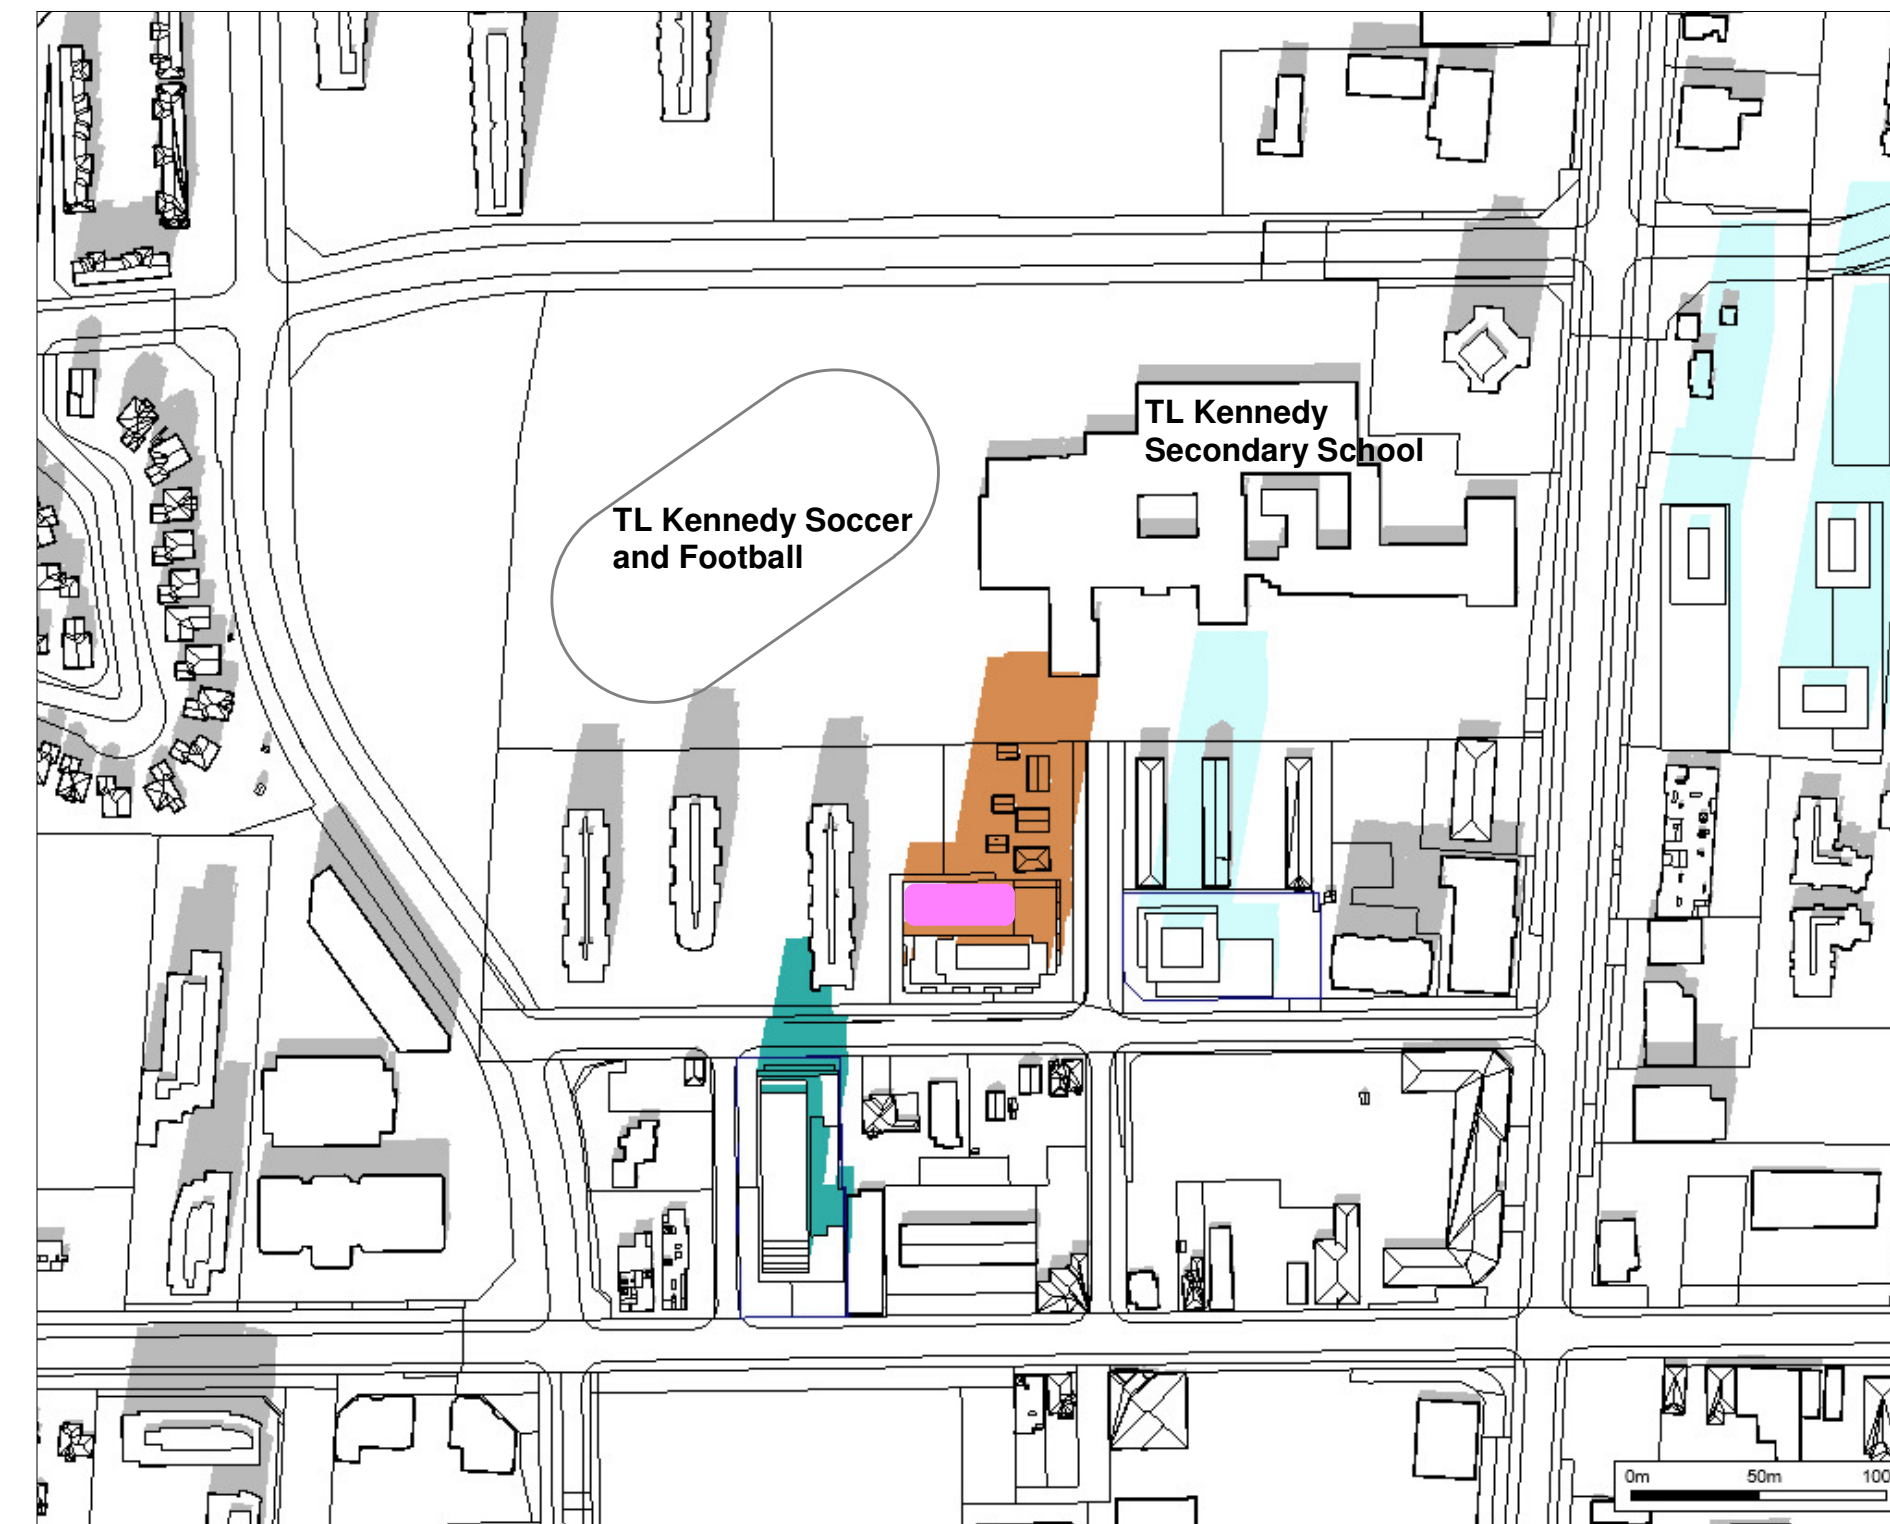 TL Kennedy
Secondary School
TL Kennedy Soccer
and Football
0m 50m 100